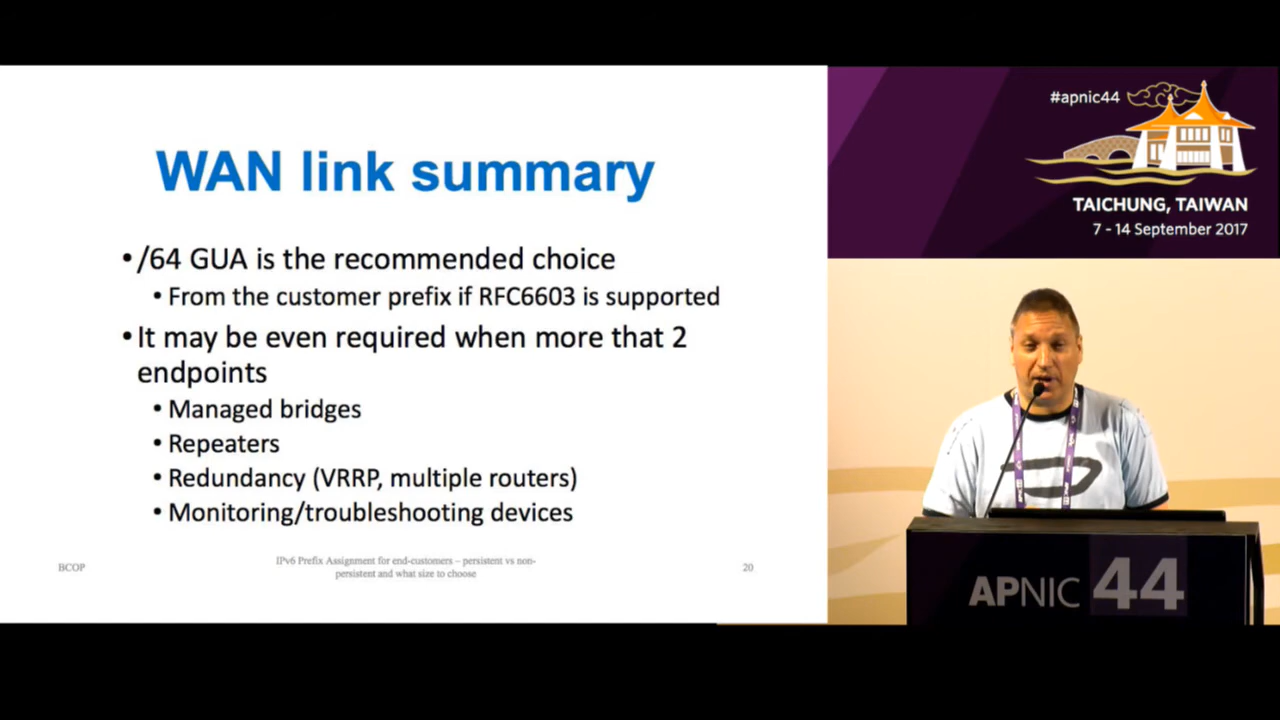 WAN link summary
•/64 GUA is the recommended choice
• From the customer prefix if RFC6603 is supported
•It may be even required when more that 2
endpoints
• Managed bridges
• Repeaters
• Redundancy (VRRP, multiple routers)
• Monitoring/troubleshooting devices
BCOP
IPv6 Prefix Assignment for end-customers – persistent vs non-
persistent and what size to choose
20
#apnic44
TAICHUNG, TAIWAN
7 - 14 September 2017
APNIC 44